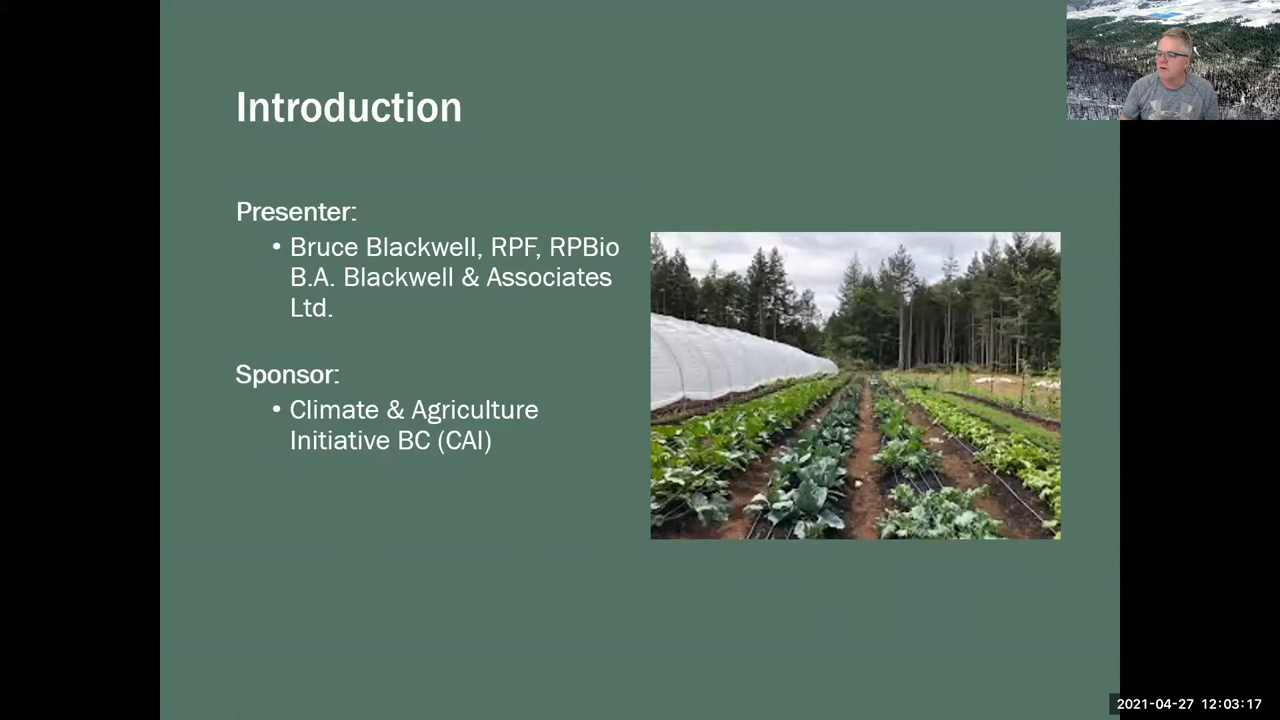 Introduction
Presenter:
• Bruce Blackwell, RPF, RPBio
B.A. Blackwell & Associates
Ltd.
Sponsor:
• Climate & Agriculture
Initiative BC (CAI)
2021-04-27 12:03:17